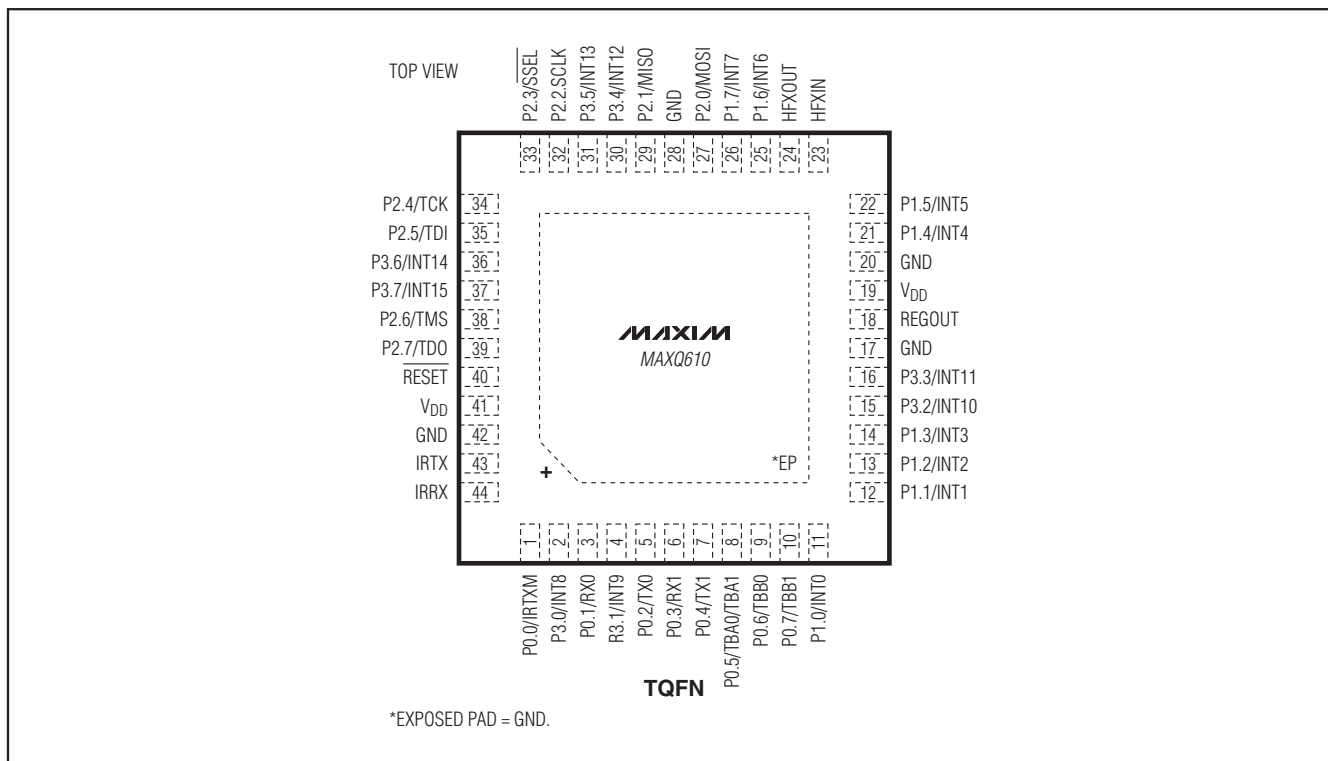 TOP VIEW
P2.3/SSEL
P2.2.SCLK
P3.5/INT13
P3.4/INT12
P2.1/MISO
GND
P2.0/MOSI
P1.7/INT7
P1.6/INT6
HFXOUT
HFXIN
33
32
31
30
29
28
27
26
25
24
23
P2.4/TCK 34
P2.5/TDI 35
P3.6/INT14 36
P3.7/INT15 37
P2.6/TMS 38
P2.7/TDO 39
RESET 40
VDD 41
GND 42
IRTX 43
IRRX 44
22 P1.5/INT5
21 P1.4/INT4
20 GND
19 VDD
18 REGOUT
17 GND
16 P3.3/INT11
15 P3.2/INT10
14 P1.3/INT3
13 P1.2/INT2
12 P1.1/INT1
MAXIM
MAXQ610
*EP
+
1
2
3
4
5
6
7
8
9
10
11
P0.0/IRTXM
P3.0/INT8
P0.1/RX0
R3.1/INT9
P0.2/TX0
P0.3/RX1
P0.4/TX1
P0.5/TBA0/TBA1
P0.6/TBB0
P0.7/TBB1
P1.0/INT0
TQFN
*EXPOSED PAD = GND.